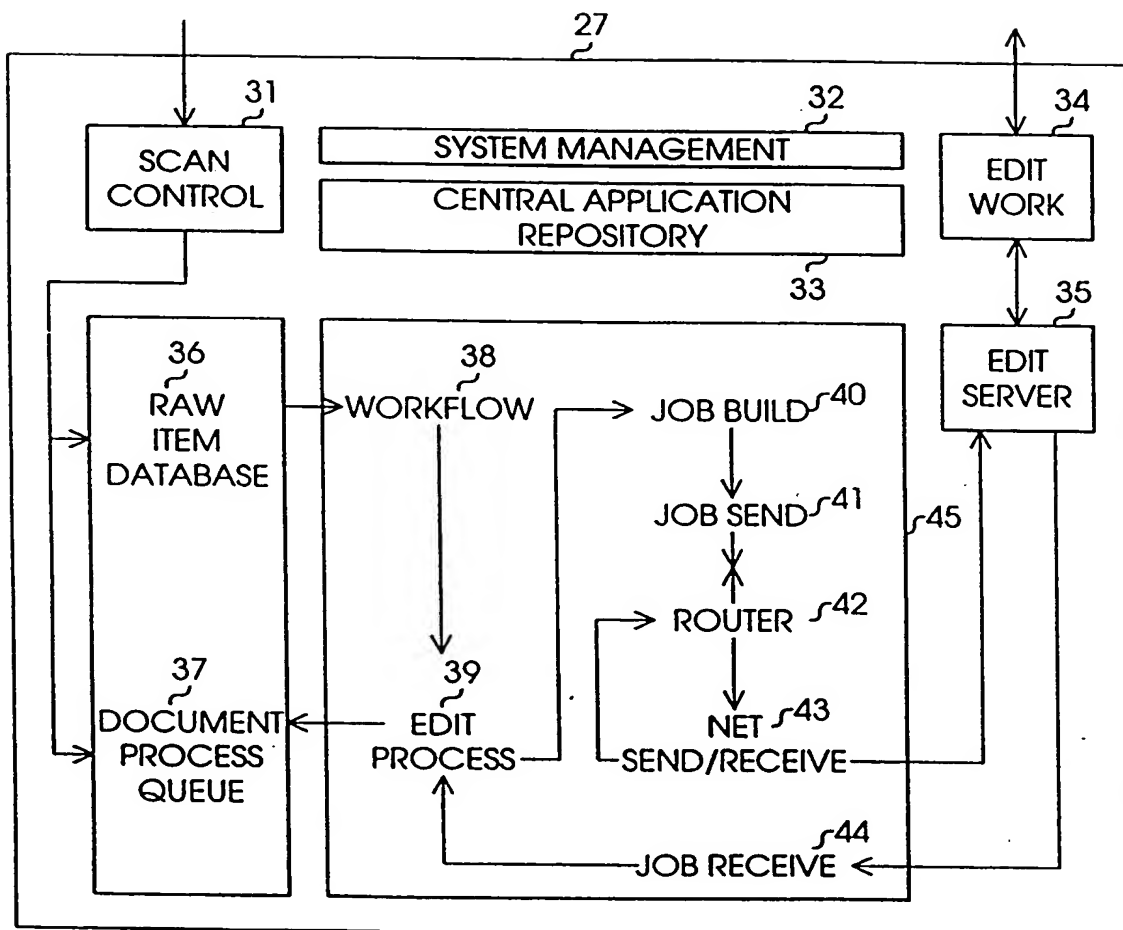 27
31
SCAN
CONTROL
32
SYSTEM MANAGEMENT
CENTRAL APPLICATION
REPOSITORY
33
34
EDIT
WORK
35
EDIT
SERVER
36
RAW
ITEM
DATABASE
37
DOCUMENT
PROCESS
QUEUE
38
WORKFLOW
39
EDIT
PROCESS
JOB BUILD 40
JOB SEND 41
ROUTER 42
NET 43
SEND/RECEIVE
44
JOB RECEIVE
45